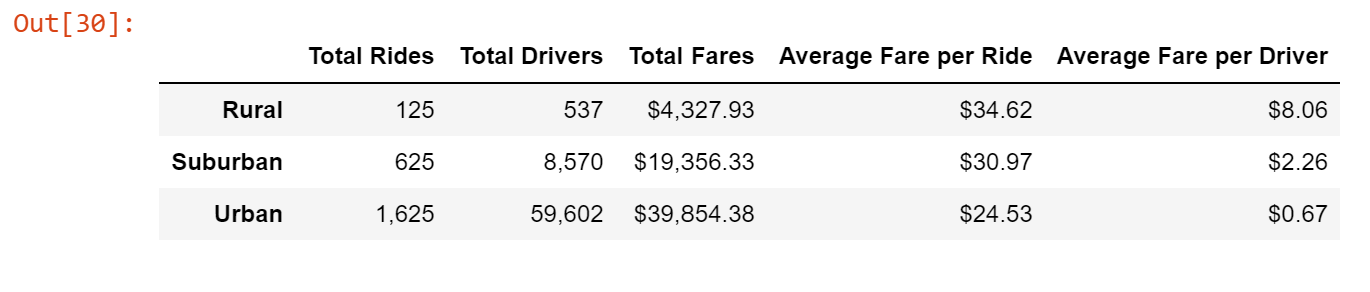 Out[30]:
Total Rides Total Drivers Total Fares Average Fare per Ride Average Fare per Driver
Rural 125 537 $4,327.93 $34.62 $8.06
Suburban 625 8,570 $19,356.33 $30.97 $2.26
Urban 1,625 59,602 $39,854.38 $24.53 $0.67